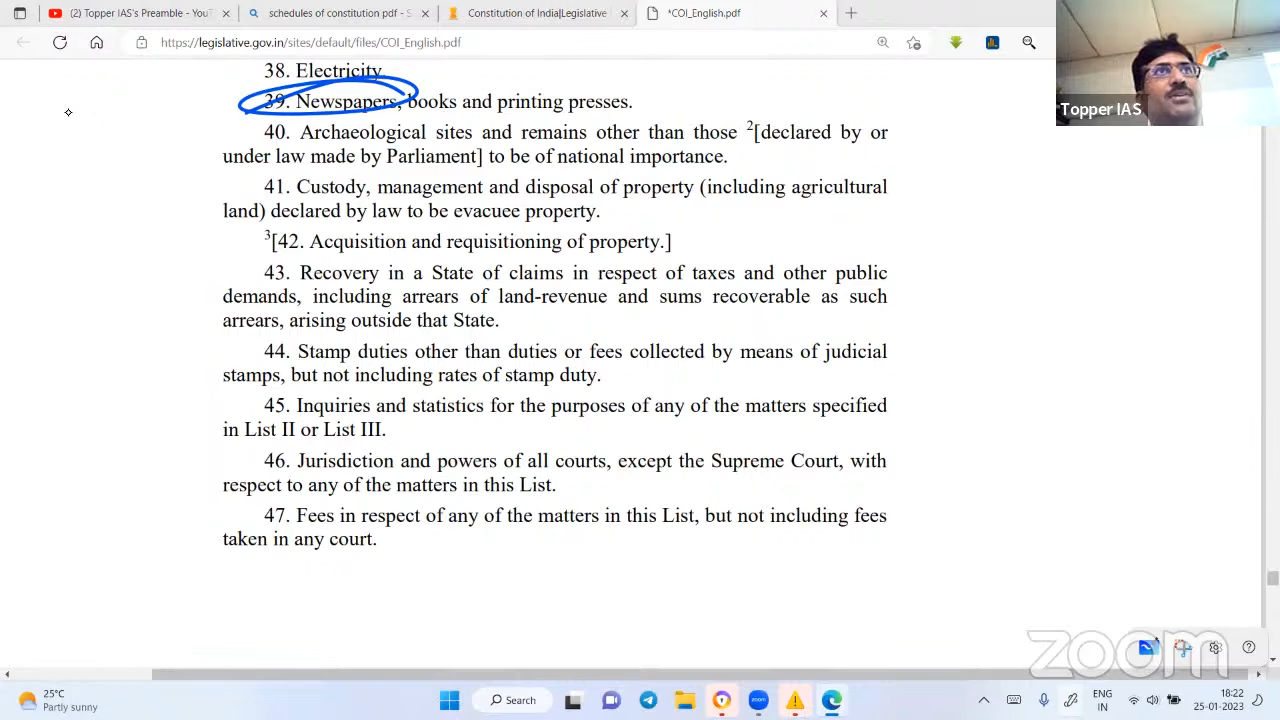 (2) Topper IAS's Preamble - YouT
schedules of constitution pdf - S
Constitution of India|Legislative
*COI_English.pdf
https://legislative.gov.in/sites/default/files/COI_English.pdf
Topper IAS
38. Electricity.
39. Newspapers, books and printing presses.
40. Archaeological sites and remains other than those 2[declared by or
under law made by Parliament] to be of national importance.
41. Custody, management and disposal of property (including agricultural
land) declared by law to be evacuee property.
3[42. Acquisition and requisitioning of property.]
43. Recovery in a State of claims in respect of taxes and other public
demands, including arrears of land-revenue and sums recoverable as such
arrears, arising outside that State.
44. Stamp duties other than duties or fees collected by means of judicial
stamps, but not including rates of stamp duty.
45. Inquiries and statistics for the purposes of any of the matters specified
in List II or List III.
46. Jurisdiction and powers of all courts, except the Supreme Court, with
respect to any of the matters in this List.
47. Fees in respect of any of the matters in this List, but not including fees
taken in any court.
zoom
25°C
Partly sunny
Search
zoom
ENG
IN
18:22
25-01-2023